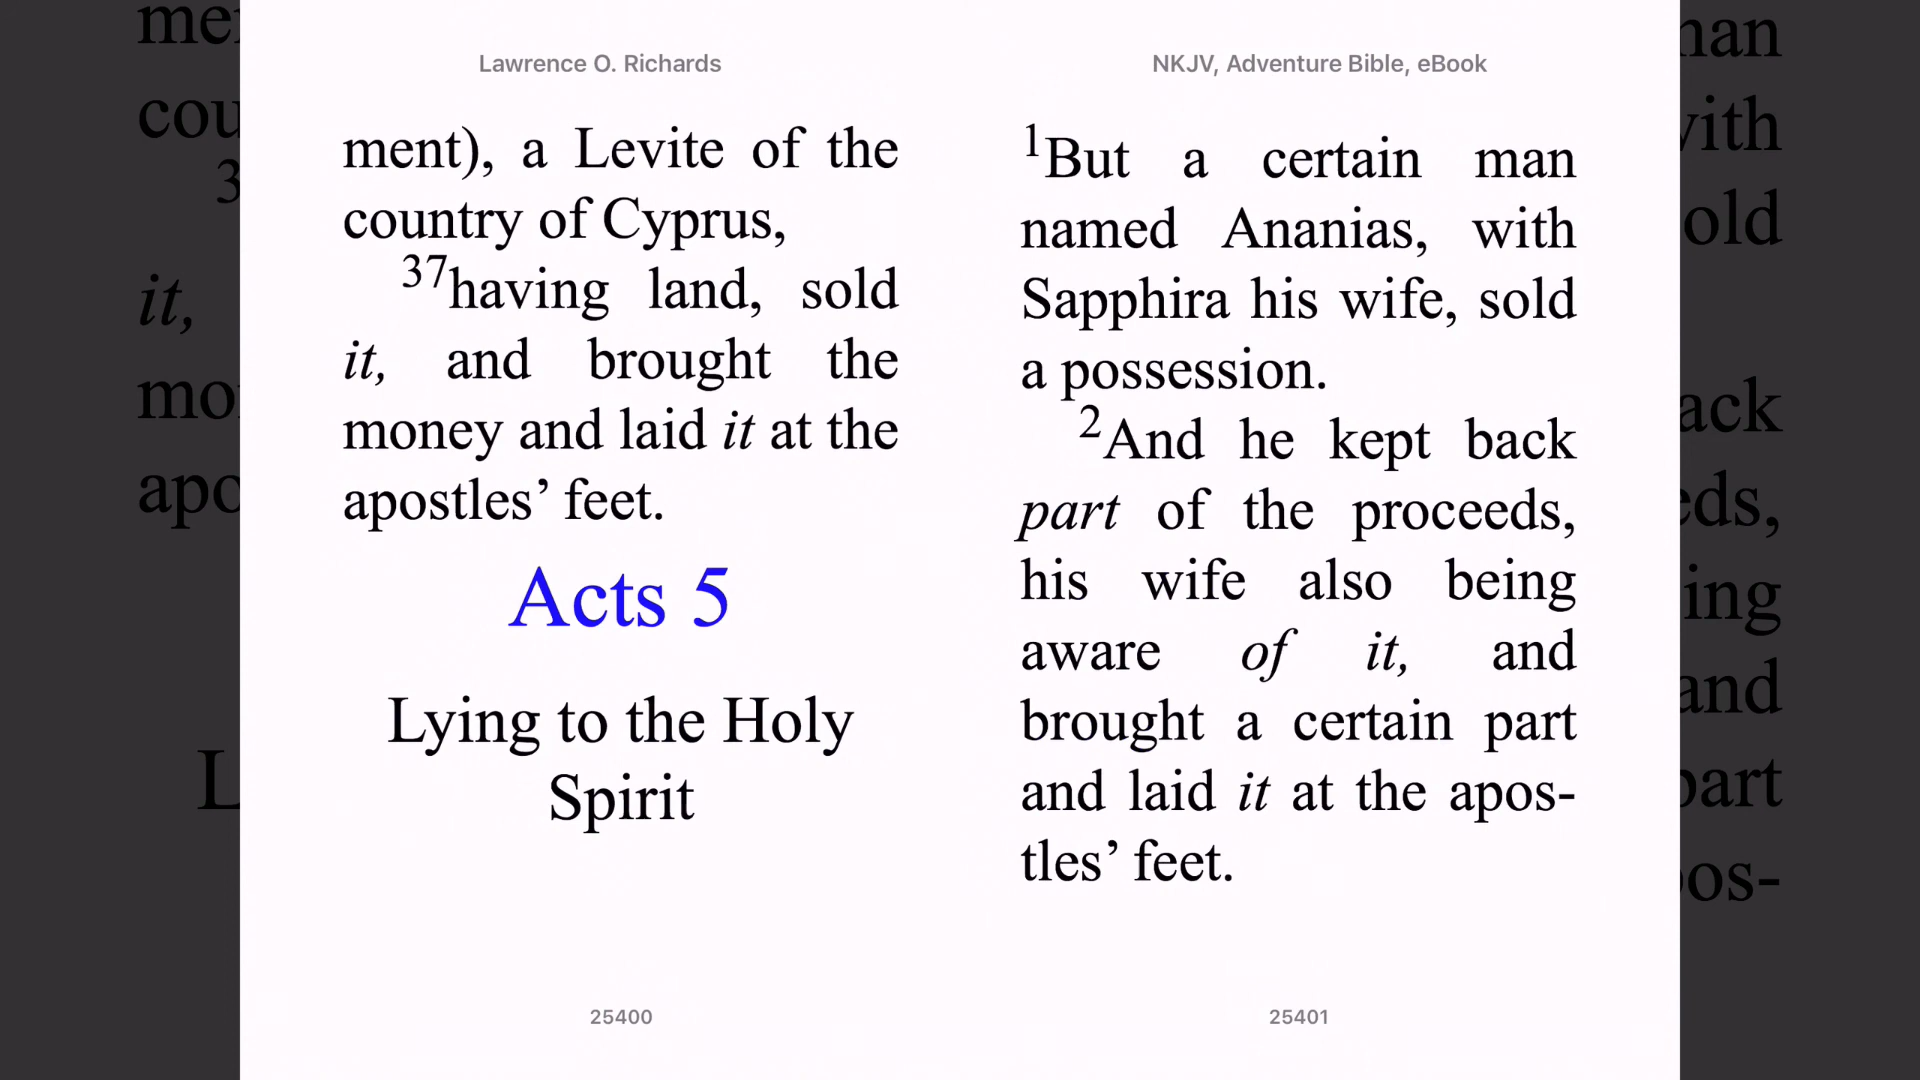 Lawrence O. Richards
ment), a Levite of the
country of Cyprus,
37having land, sold
it, and brought the
money and laid it at the
apostles’ feet.
Acts 5
Lying to the Holy
Spirit
25400
NKJV, Adventure Bible, eBook
1But a certain man
named Ananias, with
Sapphira his wife, sold
a possession.
2And he kept back
part of the proceeds,
his wife also being
aware of it, and
brought a certain part
and laid it at the apos-
tles’ feet.
25401